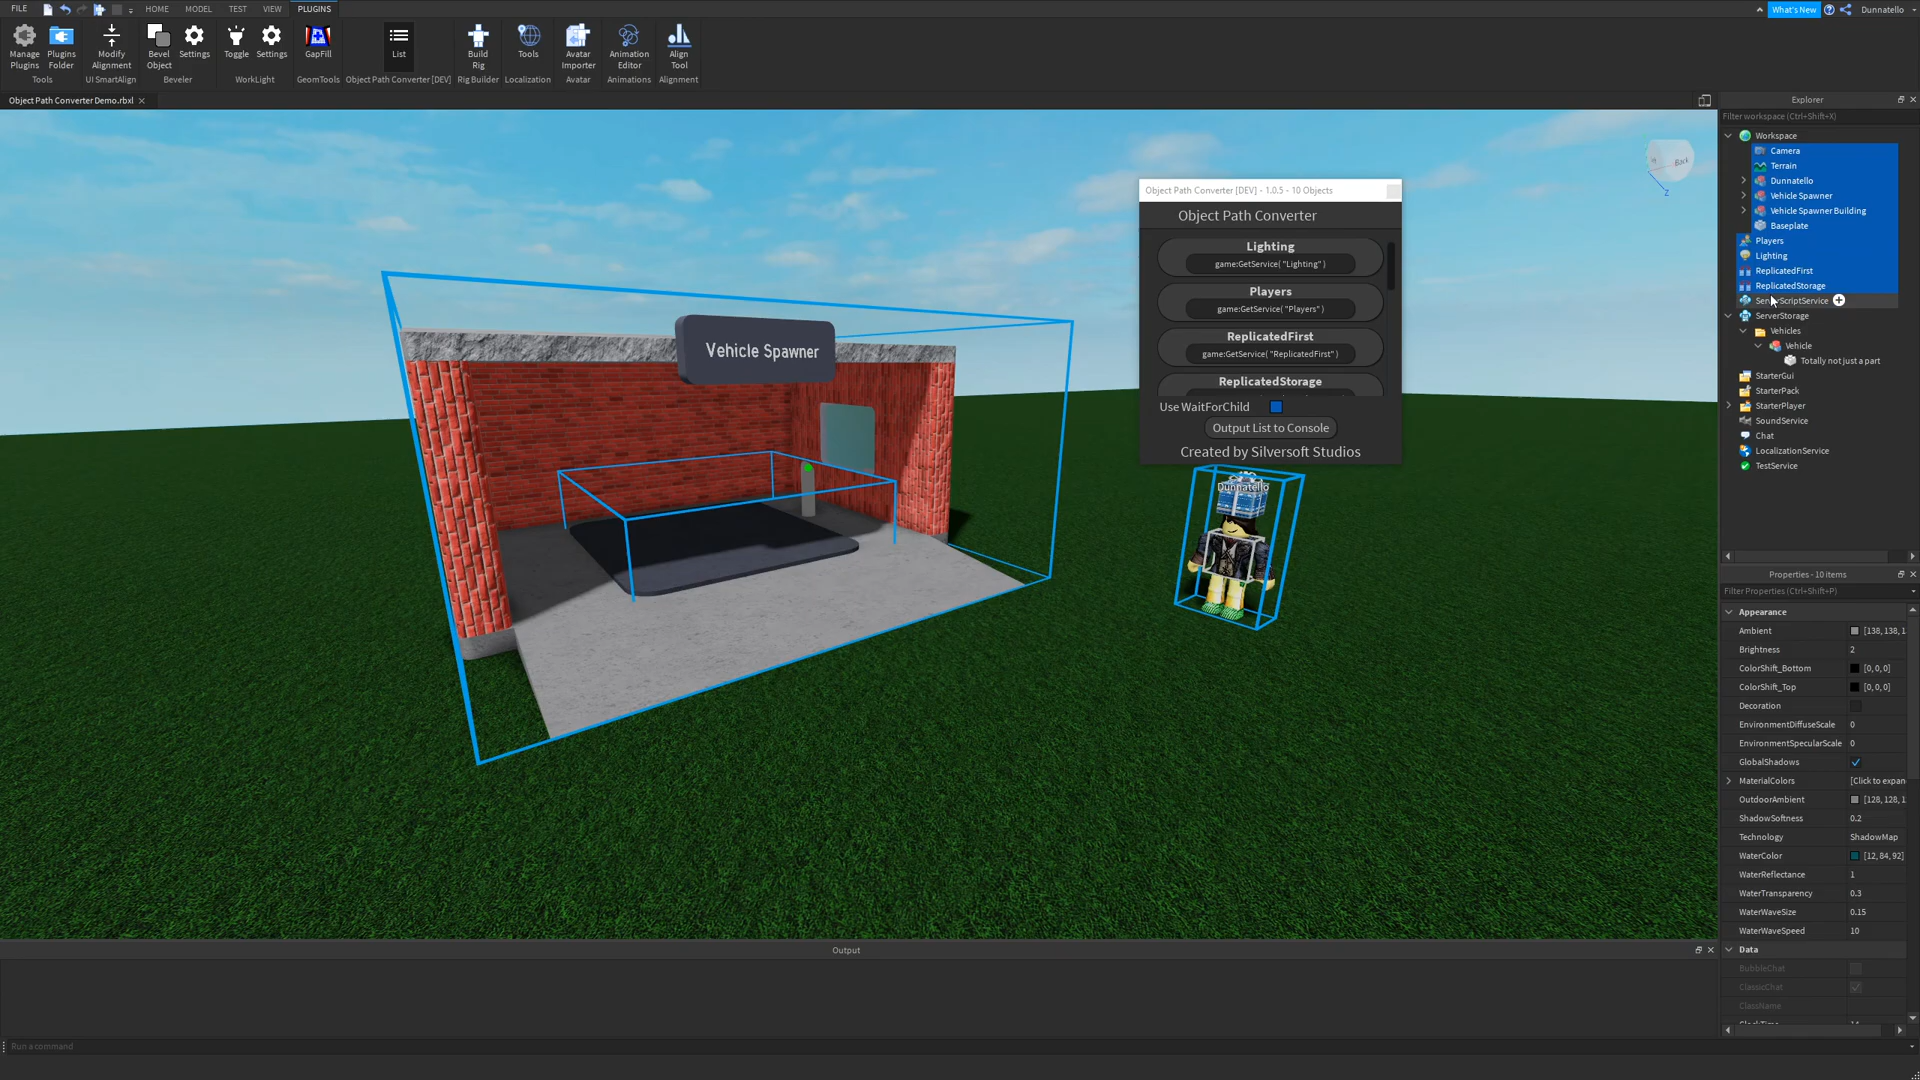 FILE
HOME
MODEL
TEST
VIEW
PLUGINS
What's New
Dunnatello
Manage Plugins
Plugins Folder
Modify Alignment
Bevel Object
Settings
Toggle
Settings
GapFill
List
Build Rig
Tools
Avatar Importer
Animation Editor
Align Tool
Tools
UI SmartAlign
Beveler
WorkLight
GeomTools
Object Path Converter [DEV]
Rig Builder
Localization
Avatar
Animations
Alignment
Object Path Converter Demo.rbxl
Explorer
Filter workspace (Ctrl+Shift+X)
Workspace
Camera
Terrain
Dunnatello
Vehicle Spawner
Vehicle Spawner Building
Baseplate
Players
Lighting
ReplicatedFirst
ReplicatedStorage
ServerScriptService
ServerStorage
Vehicles
Vehicle
Totally not just a part
StarterGui
StarterPack
StarterPlayer
SoundService
Chat
LocalizationService
TestService
Back
Z
Object Path Converter [DEV] - 1.0.5 - 10 Objects
Object Path Converter
Lighting
game:GetService( "Lighting" )
Players
game:GetService( "Players" )
ReplicatedFirst
game:GetService( "ReplicatedFirst" )
ReplicatedStorage
Use WaitForChild
Output List to Console
Created by Silversoft Studios
Vehicle Spawner
Dunnatello
Properties - 10 items
Filter Properties (Ctrl+Shift+P)
Appearance
Ambient [138, 138, 1
Brightness 2
ColorShift_Bottom [0, 0, 0]
ColorShift_Top [0, 0, 0]
Decoration
EnvironmentDiffuseScale 0
EnvironmentSpecularScale 0
GlobalShadows
MaterialColors [Click to expan
OutdoorAmbient [128, 128, 1
ShadowSoftness 0.2
Technology ShadowMap
WaterColor [12, 84, 92]
WaterReflectance 1
WaterTransparency 0.3
WaterWaveSize 0.15
WaterWaveSpeed 10
Data
BubbleChat
ClassicChat
ClassName
Output
Run a command